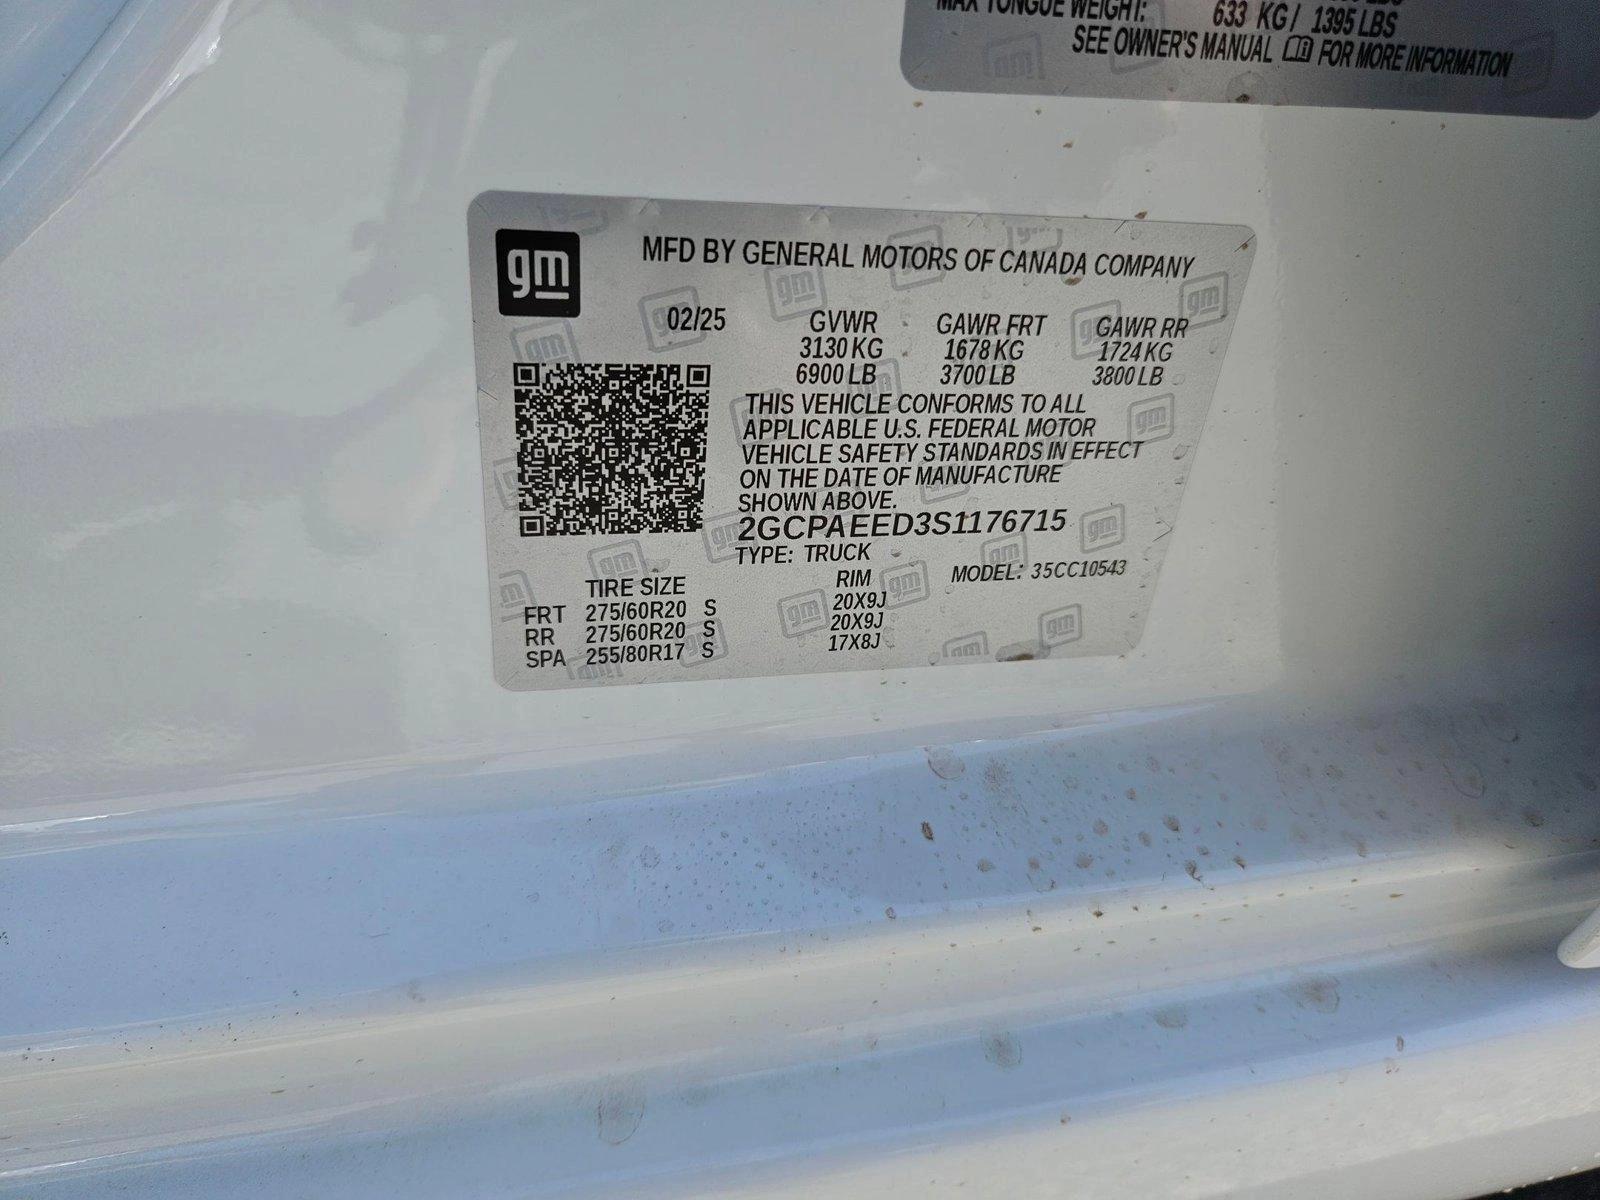 MAX TONGUE WEIGHT: 633 KG / 1395 LBS
SEE OWNER'S MANUAL FOR MORE INFORMATION
gm
MFD BY GENERAL MOTORS OF CANADA COMPANY
02/25 GVWR GAWR FRT GAWR RR
3130 KG 1678 KG 1724 KG
6900 LB 3700 LB 3800 LB
THIS VEHICLE CONFORMS TO ALL
APPLICABLE U.S. FEDERAL MOTOR
VEHICLE SAFETY STANDARDS IN EFFECT
ON THE DATE OF MANUFACTURE
SHOWN ABOVE.
2GCPAEED3S1176715
TYPE: TRUCK
MODEL: 35CC10543
TIRE SIZE RIM
FRT 275/60R20 S 20X9J
RR 275/60R20 S 20X9J
SPA 255/80R17 S 17X8J